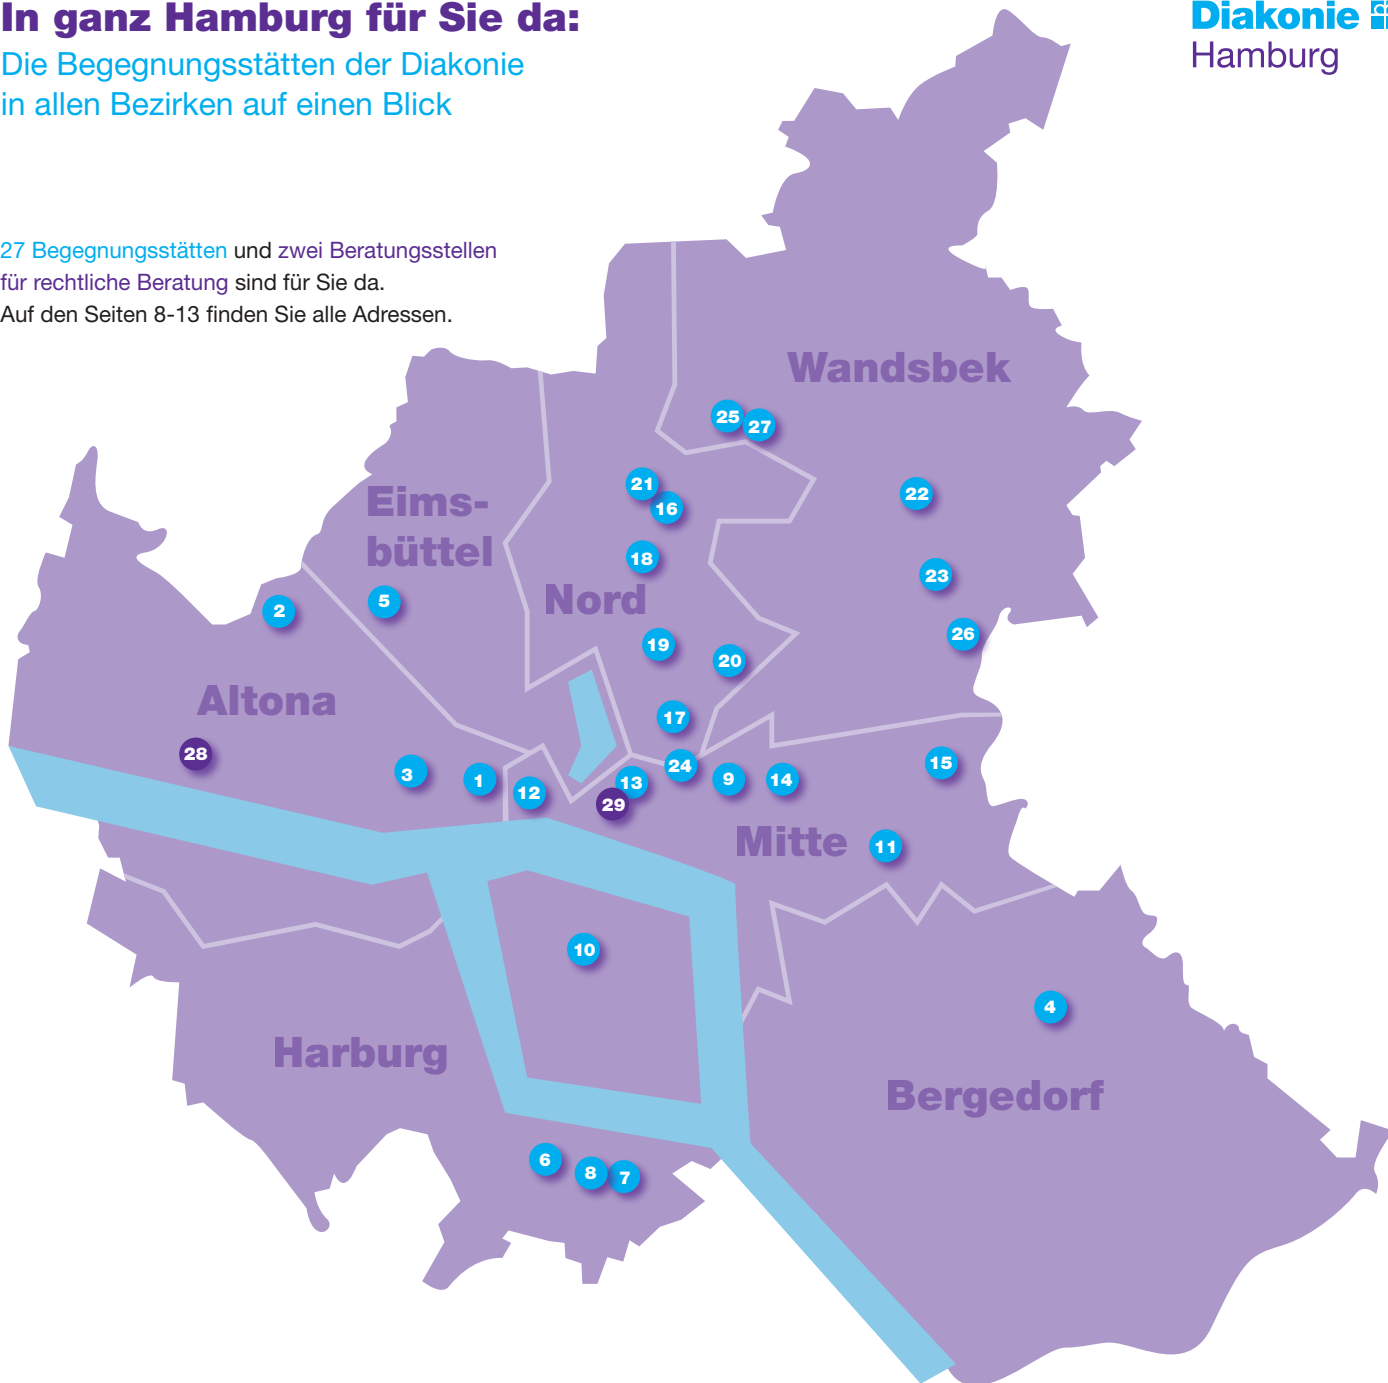 In ganz Hamburg für Sie da:
Die Begegnungsstätten der Diakonie
in allen Bezirken auf einen Blick
Diakonie
Hamburg
27 Begegnungsstätten und zwei Beratungsstellen
für rechtliche Beratung sind für Sie da.
Auf den Seiten 8-13 finden Sie alle Adressen.
Wandsbek
25
27
21
16
22
Eims-
büttel
18
23
Nord
5
2
26
19
20
Altona
17
28
3
1
12
13
29
24
9
14
15
Mitte
11
10
4
Harburg
Bergedorf
6
8
7